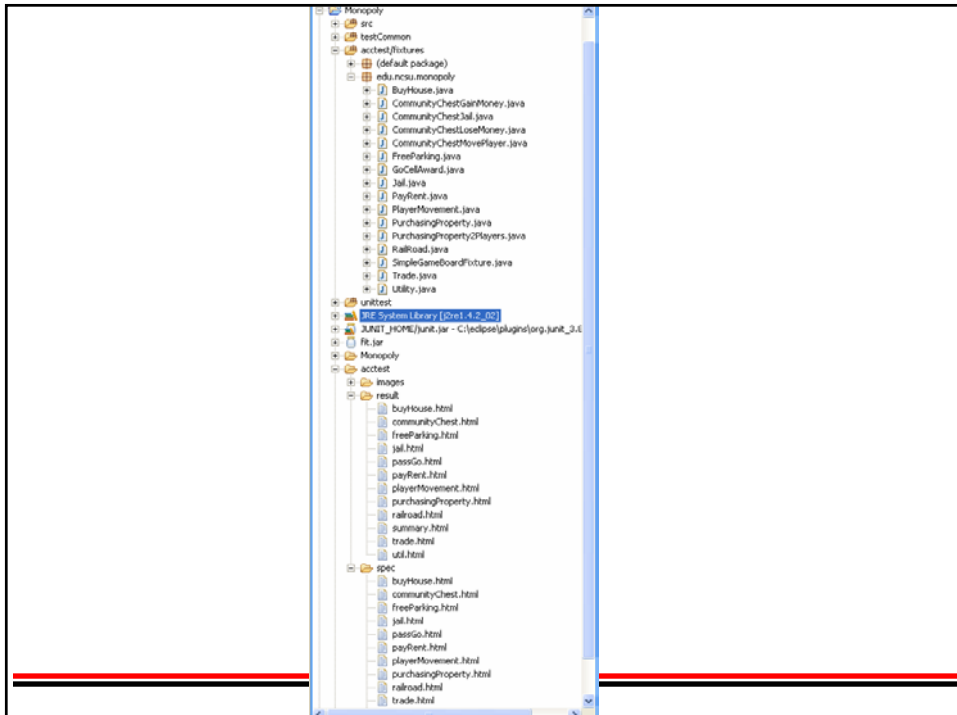 Monopoly
src
testCommon
acctest/fixtures
(default package)
edu.ncsu.monopoly
BuyHouse.java
CommunityChestGainMoney.java
CommunityChestJail.java
CommunityChestLoseMoney.java
CommunityChestMovePlayer.java
FreeParking.java
GoCellAward.java
Jail.java
PayRent.java
PlayerMovement.java
PurchasingProperty.java
PurchasingProperty2Players.java
RailRoad.java
SimpleGameBoardFixture.java
Trade.java
Utility.java
unittest
JRE System Library [j2re1.4.2_02]
JUNIT_HOME/junit.jar - C:\eclipse\plugins\org.junit_3.8
fit.jar
Monopoly
acctest
images
result
buyHouse.html
communityChest.html
freeParking.html
jail.html
passGo.html
payRent.html
playerMovement.html
purchasingProperty.html
railroad.html
summary.html
trade.html
util.html
spec
buyHouse.html
communityChest.html
freeParking.html
jail.html
passGo.html
payRent.html
playerMovement.html
purchasingProperty.html
railroad.html
trade.html